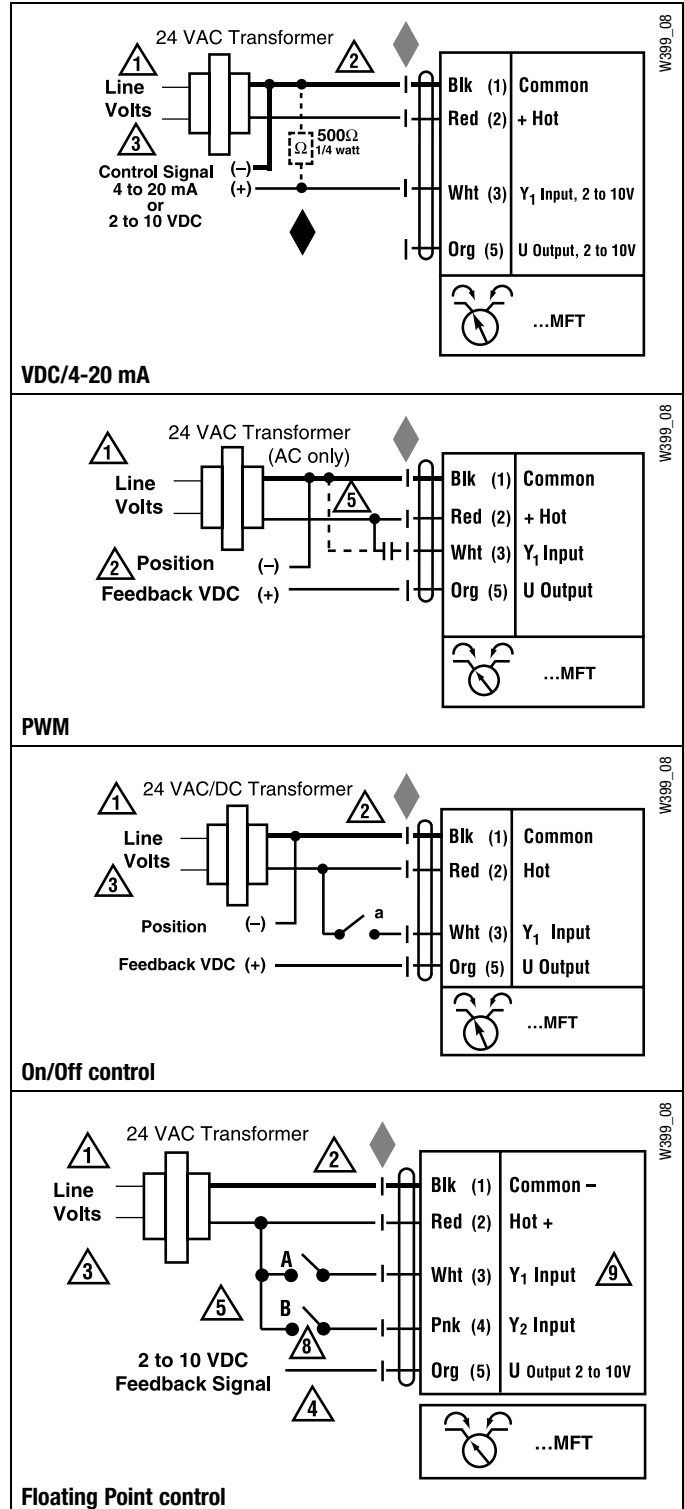 24 VAC Transformer
1
2
Line
Volts
3
500Ω
1/4 watt
Ω
Control Signal
4 to 20 mA
or
2 to 10 VDC
(–)
(+)
Blk (1) Common
Red (2) + Hot
Wht (3) Y₁ Input, 2 to 10V
Org (5) U Output, 2 to 10V
...MFT
W399_08
VDC/4-20 mA
24 VAC Transformer
(AC only)
1
Line
Volts
5
2 Position (–)
Feedback VDC (+)
Blk (1) Common
Red (2) + Hot
Wht (3) Y₁ Input
Org (5) U Output
...MFT
W399_08
PWM
24 VAC/DC Transformer
1
2
Line
Volts
3
a
Position (–)
Feedback VDC (+)
Blk (1) Common
Red (2) Hot
Wht (3) Y₁ Input
Org (5) U Output
...MFT
W399_08
On/Off control
24 VAC Transformer
1
2
Line
Volts
3
A
5
B
8
2 to 10 VDC
Feedback Signal
4
Blk (1) Common –
Red (2) Hot +
Wht (3) Y₁ Input 9
Pnk (4) Y₂ Input
Org (5) U Output 2 to 10V
...MFT
W399_08
Floating Point control